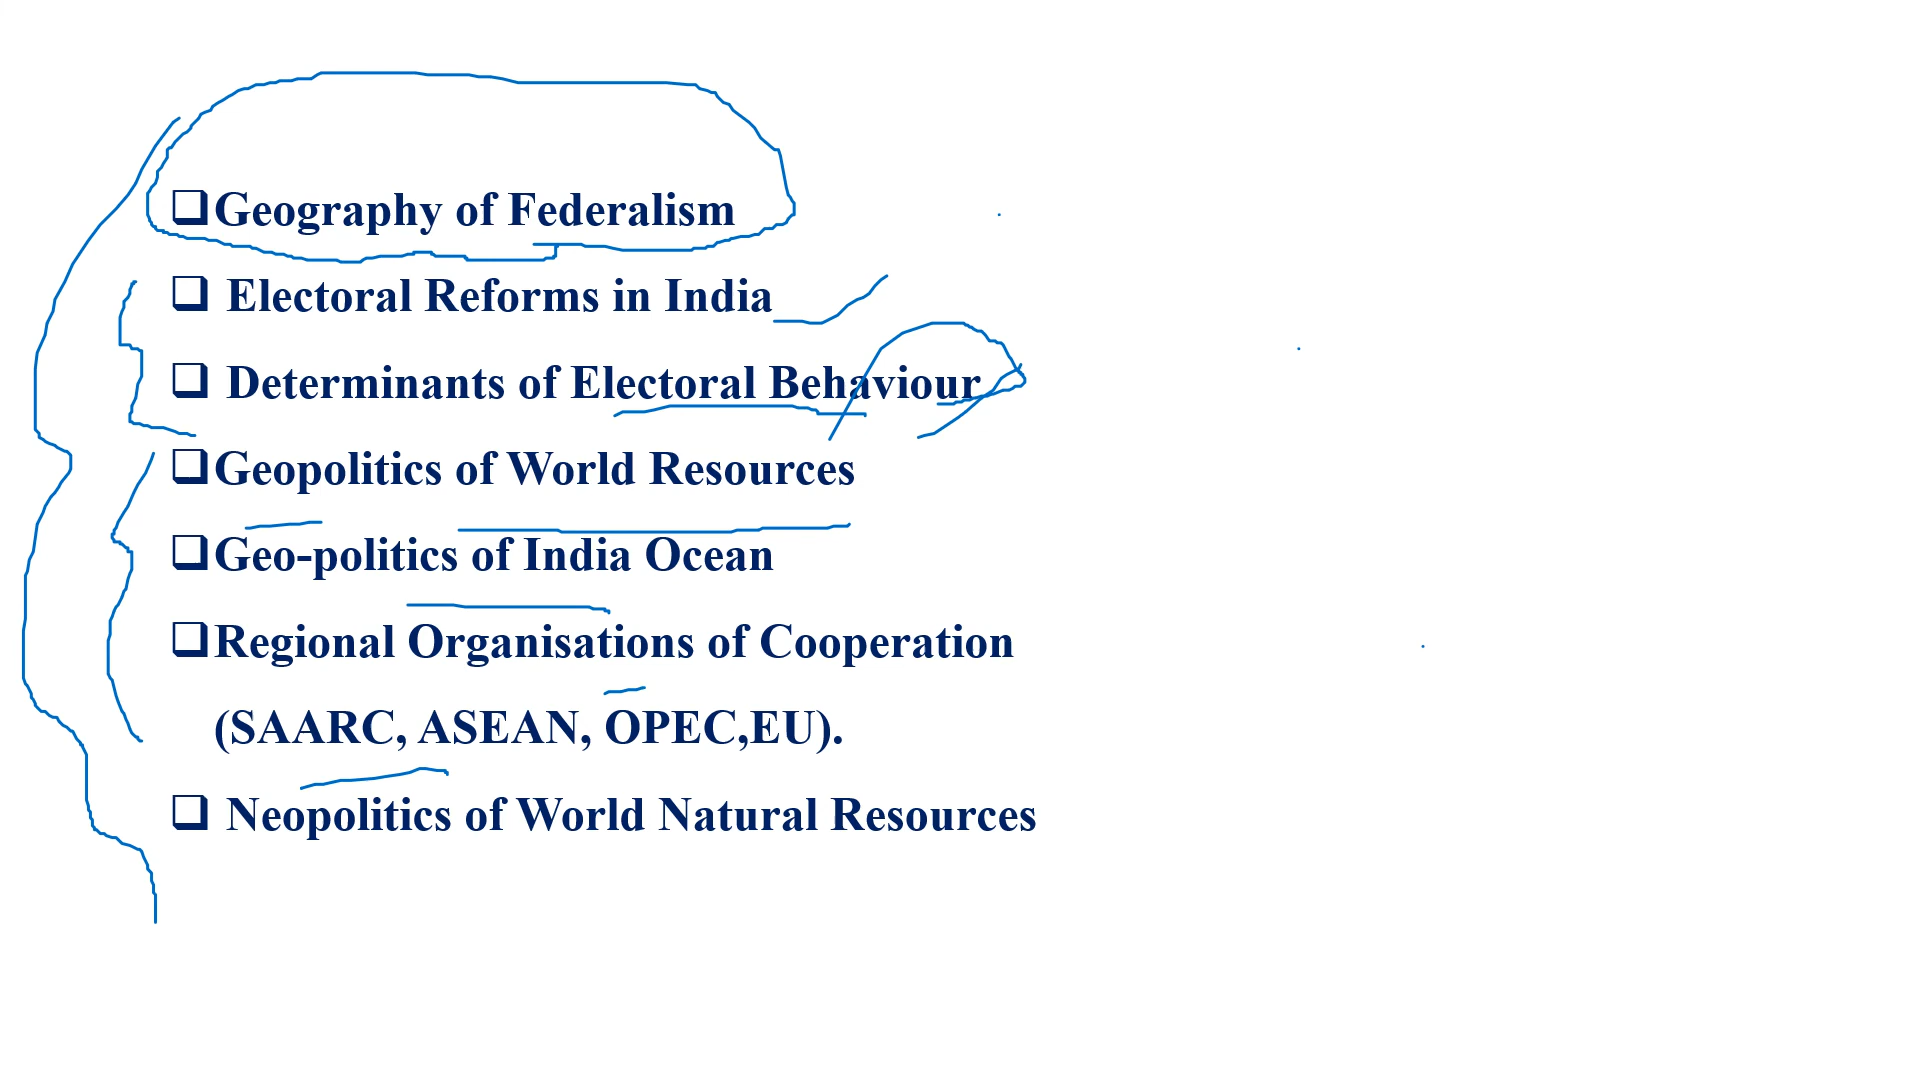 ❑Geography of Federalism
❑ Electoral Reforms in India
❑ Determinants of Electoral Behaviour
❑Geopolitics of World Resources
❑Geo-politics of India Ocean
❑Regional Organisations of Cooperation
(SAARC, ASEAN, OPEC,EU).
❑ Neopolitics of World Natural Resources